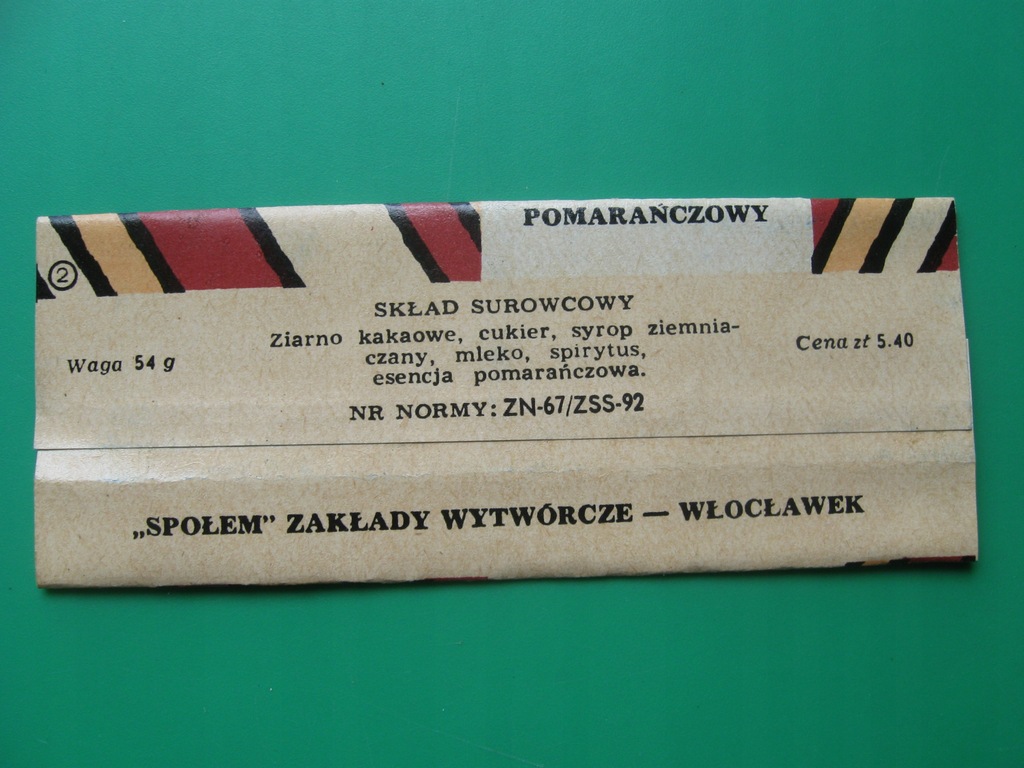 POMARAŃCZOWY
2
SKŁAD SUROWCOWY
Ziarno kakaowe, cukier, syrop ziemnia-
czany, mleko, spirytus,
esencja pomarańczowa.
Waga 54 g
Cena zł 5.40
NR NORMY: ZN-67/ZSS-92
„SPOŁEM” ZAKŁADY WYTWÓRCZE — WŁOCŁAWEK